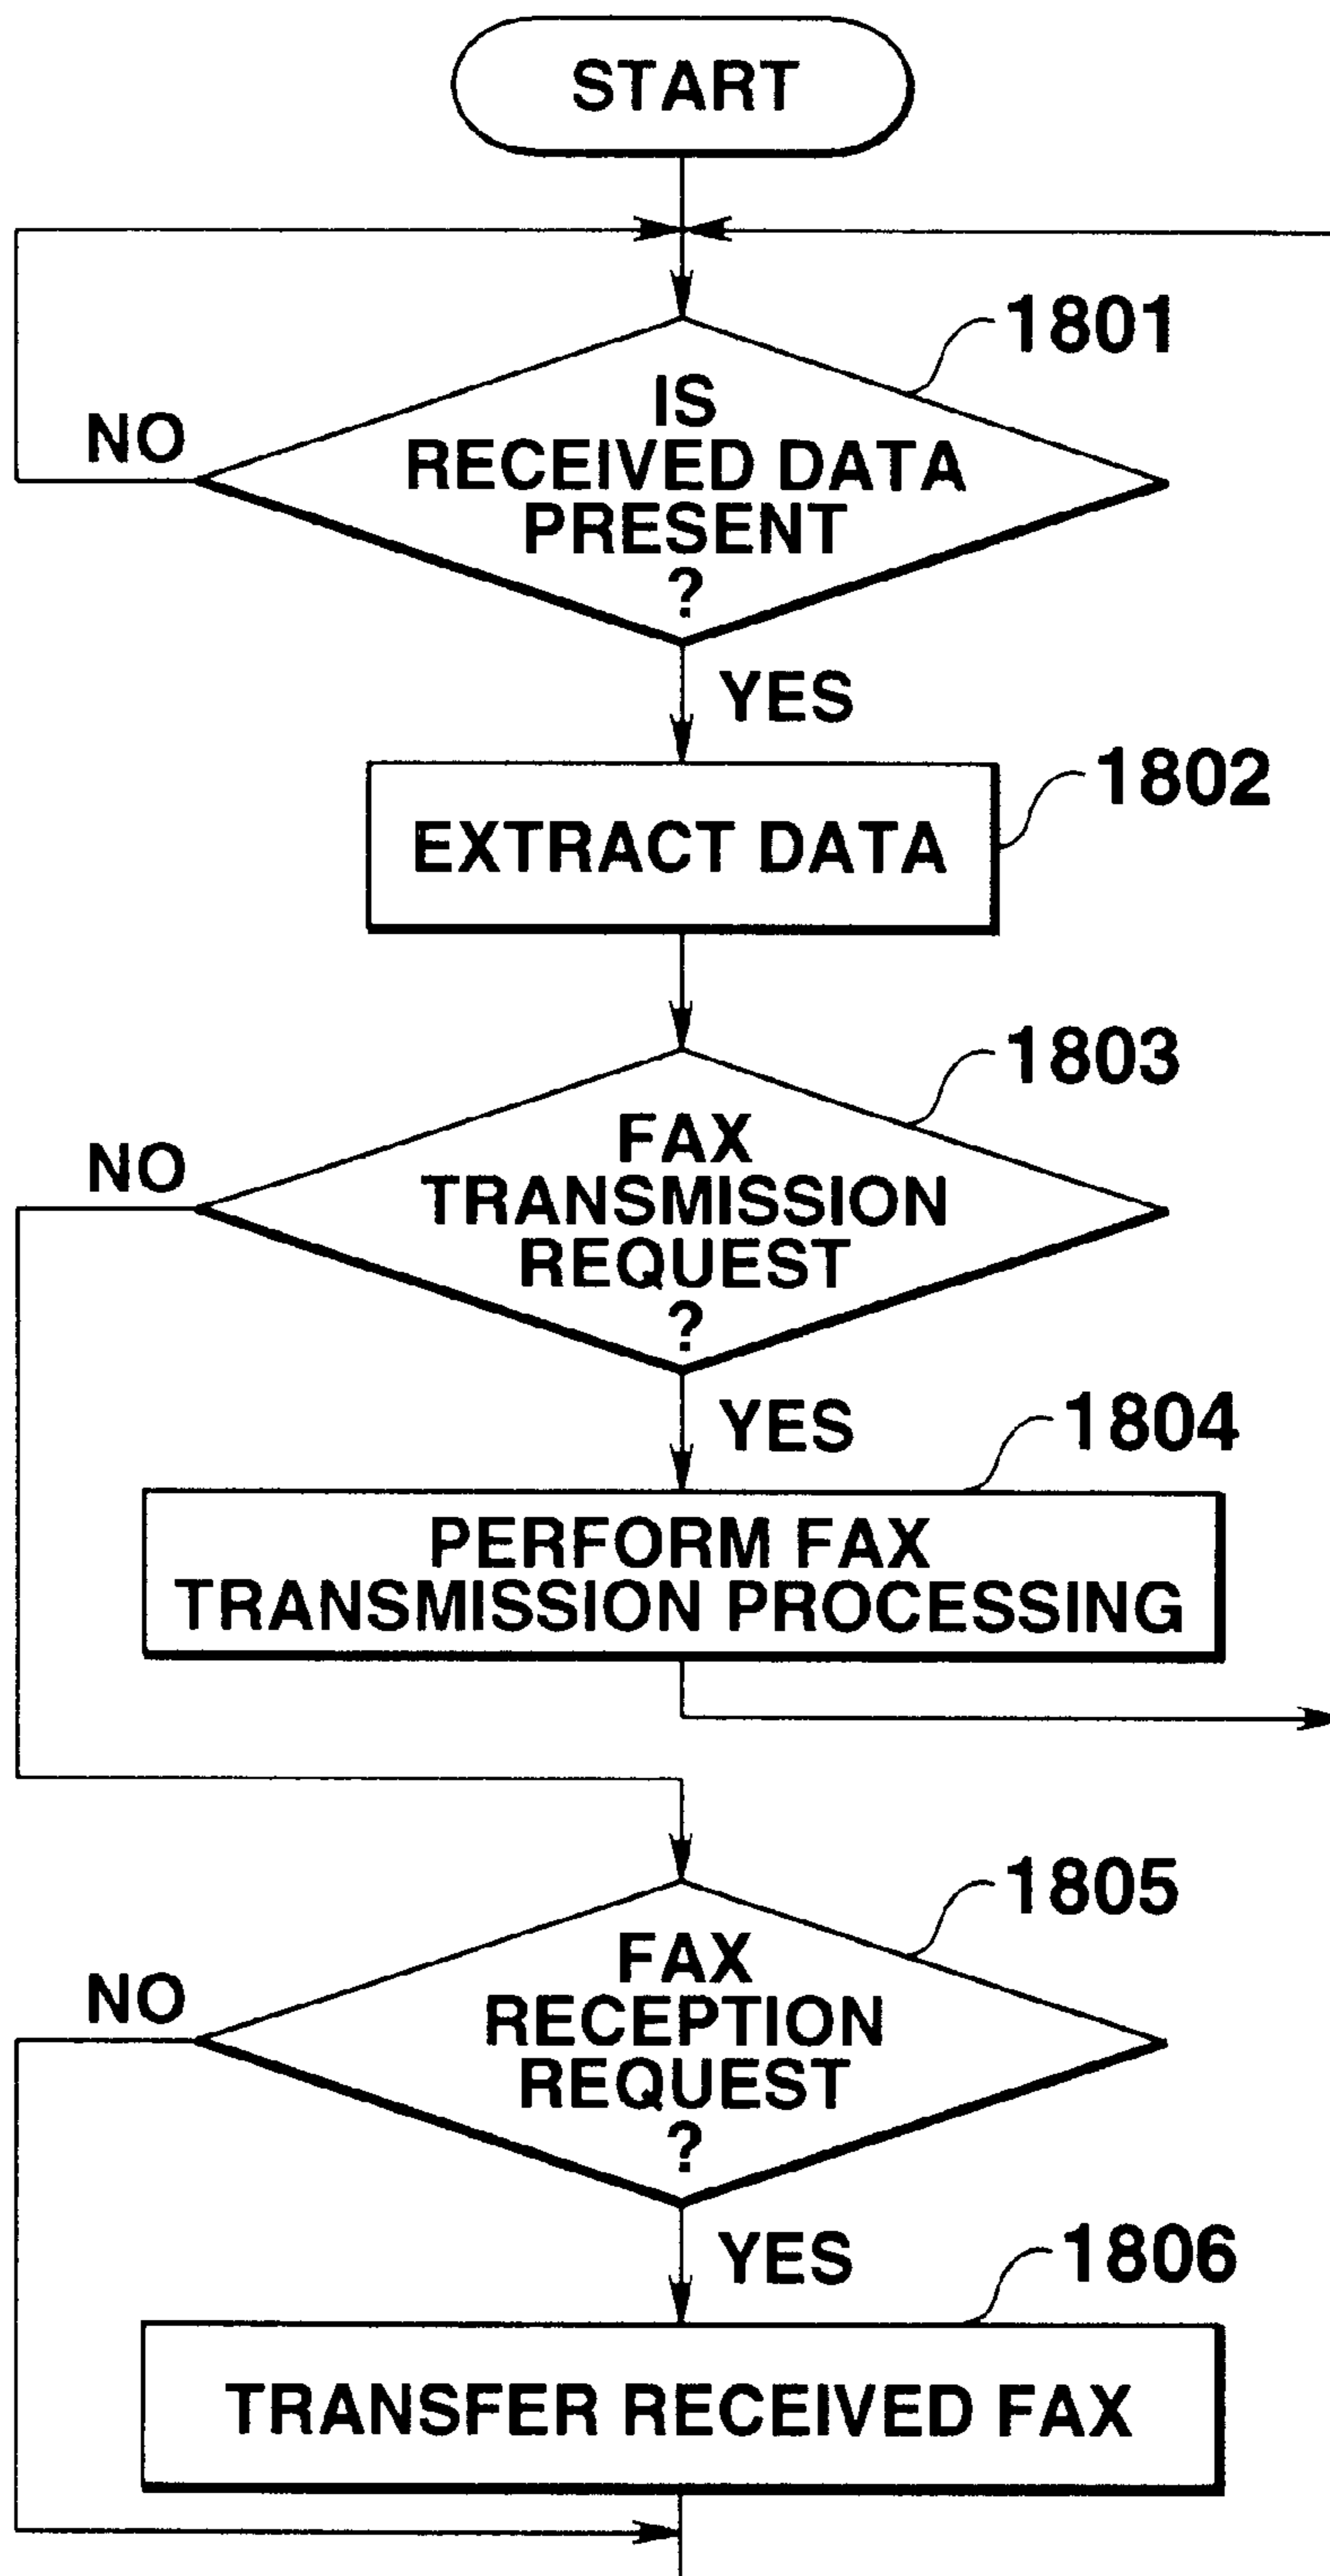 START
1801
IS
RECEIVED DATA
PRESENT
?
NO
YES
1802
EXTRACT DATA
1803
FAX
TRANSMISSION
REQUEST
?
NO
YES
1804
PERFORM FAX
TRANSMISSION PROCESSING
1805
FAX
RECEPTION
REQUEST
?
NO
YES
1806
TRANSFER RECEIVED FAX